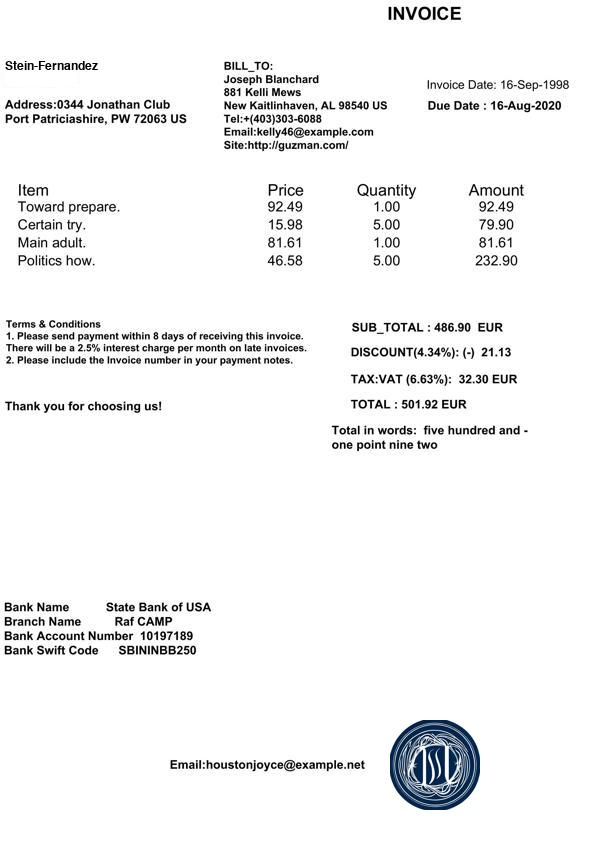 INVOICE
Stein-Fernandez
Address:0344 Jonathan Club
Port Patriciashire, PW 72063 US
BILL_TO:
Joseph Blanchard
881 Kelli Mews
New Kaitlinhaven, AL 98540 US
Tel:+(403)303-6088
Email:kelly46@example.com
Site:http://guzman.com/
Invoice Date: 16-Sep-1998
Due Date : 16-Aug-2020
Item Price Quantity Amount
Toward prepare. 92.49 1.00 92.49
Certain try. 15.98 5.00 79.90
Main adult. 81.61 1.00 81.61
Politics how. 46.58 5.00 232.90
Terms & Conditions
1. Please send payment within 8 days of receiving this invoice.
There will be a 2.5% interest charge per month on late invoices.
2. Please include the Invoice number in your payment notes.
Thank you for choosing us!
SUB_TOTAL : 486.90 EUR
DISCOUNT(4.34%): (-) 21.13
TAX:VAT (6.63%): 32.30 EUR
TOTAL : 501.92 EUR
Total in words: five hundred and -
one point nine two
Bank Name State Bank of USA
Branch Name Raf CAMP
Bank Account Number 10197189
Bank Swift Code SBININBB250
Email:houstonjoyce@example.net